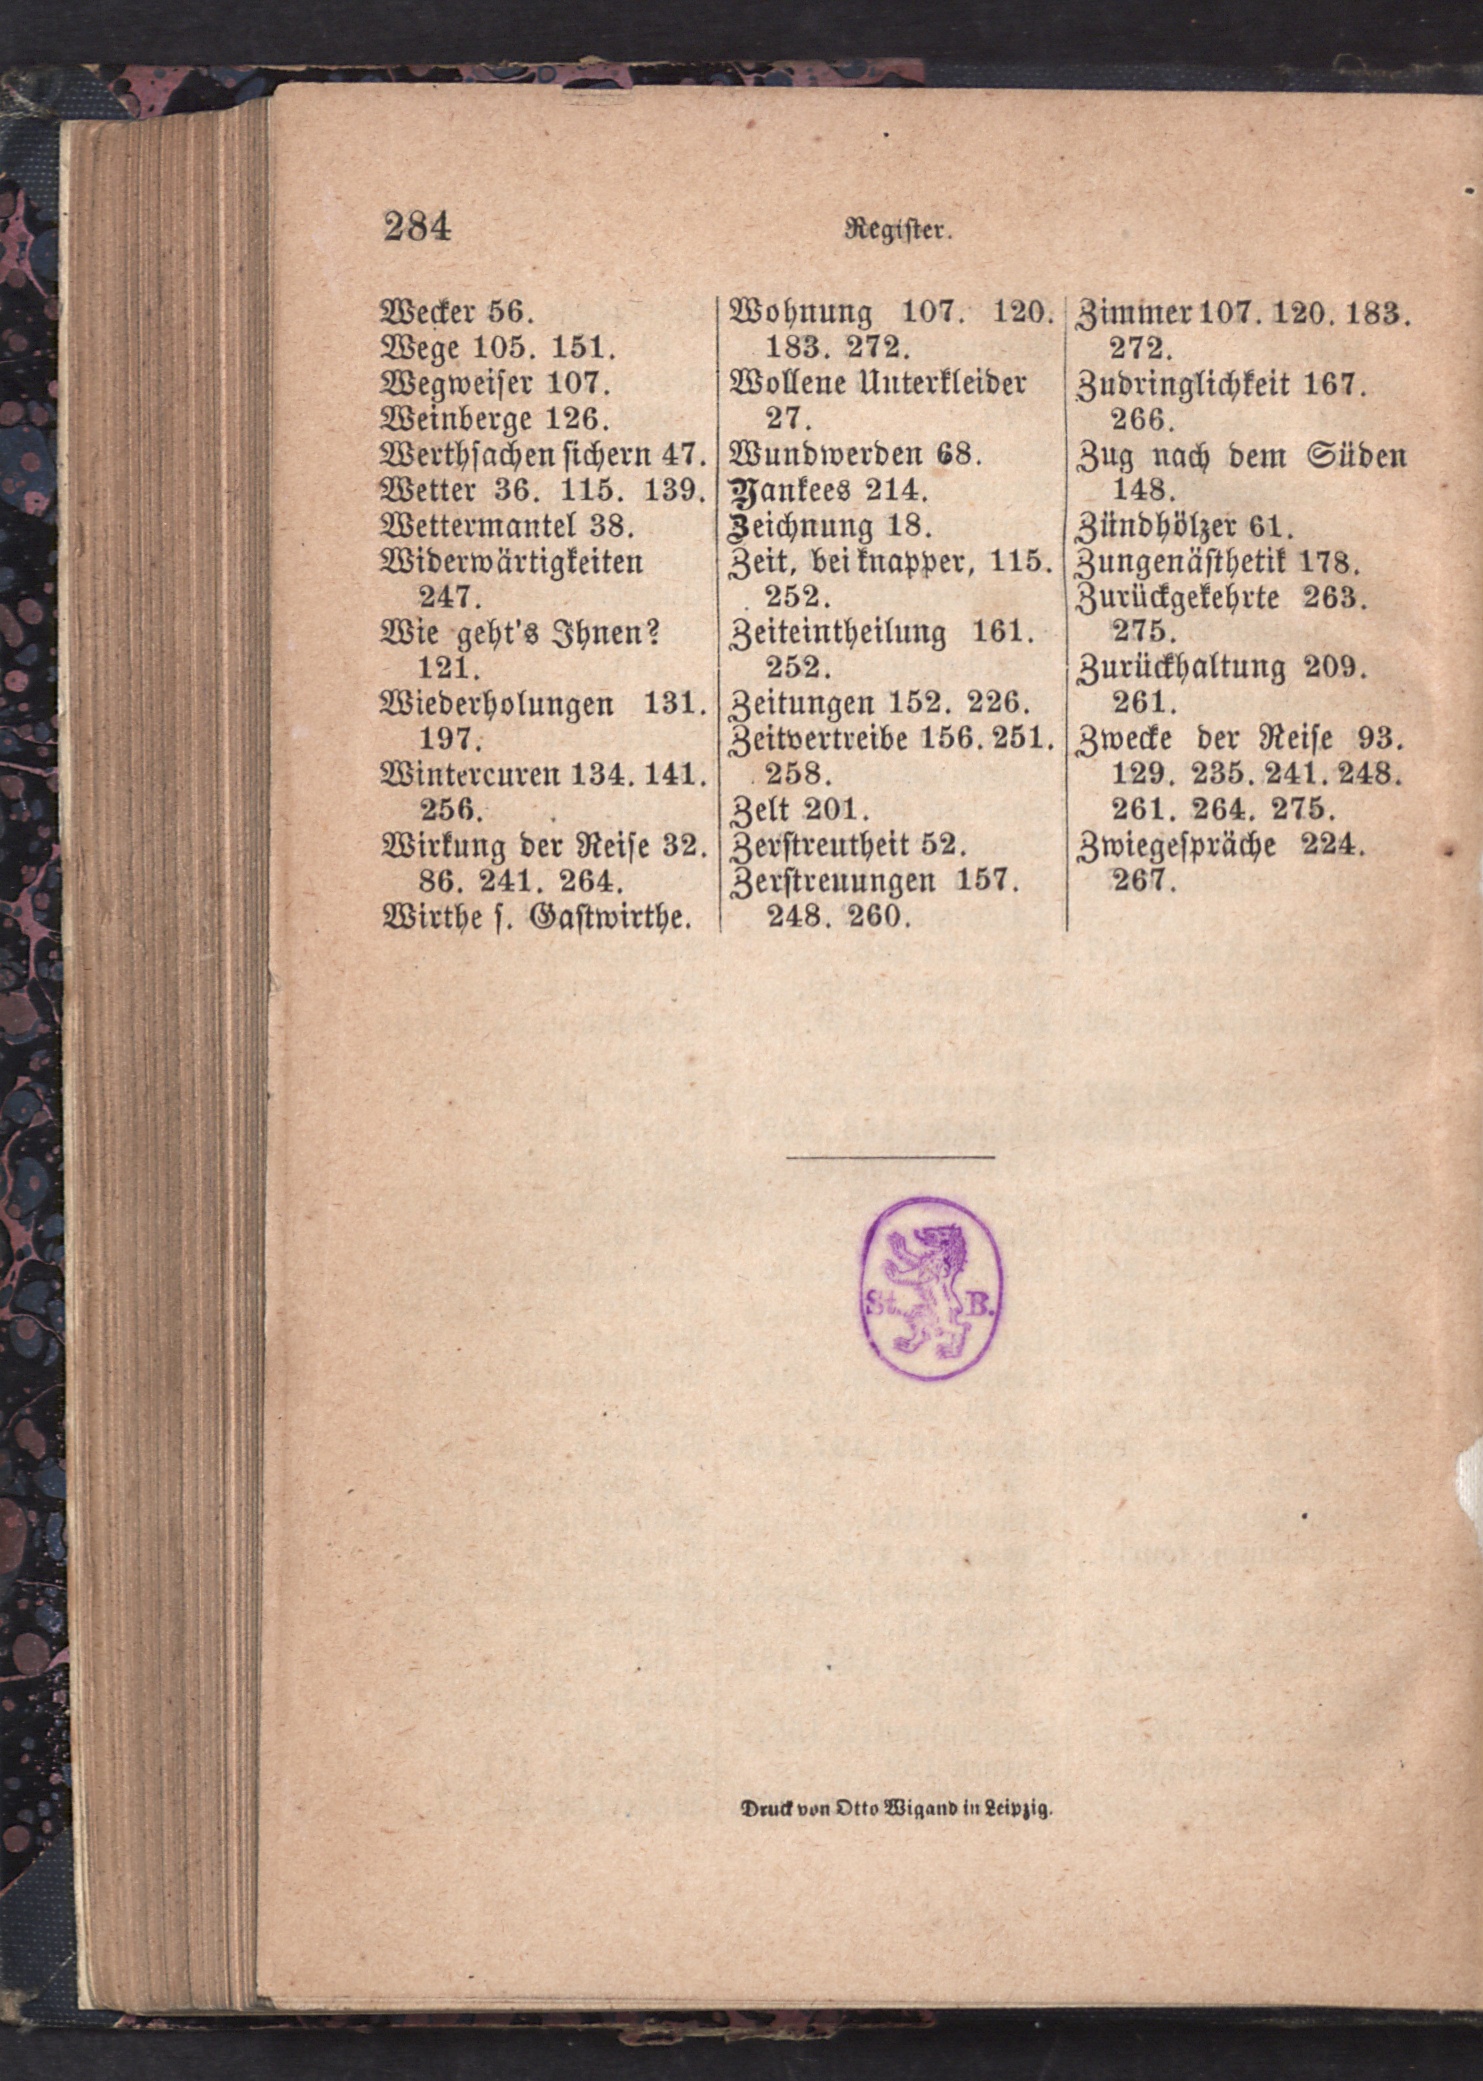 284
Register.
Wecker 56.
Wege 105. 151.
Wegweiser 107.
Weinberge 126.
Werthsachen sichern 47.
Wetter 36. 115. 139.
Wettermantel 38.
Widerwärtigkeiten
247.
Wie geht's Ihnen?
121.
Wiederholungen 131.
197.
Wintercuren 134. 141.
256.
Wirkung der Reise 32.
86. 241. 264.
Wirthe s. Gastwirthe.
Wohnung 107. 120.
183. 272.
Wollene Unterkleider
27.
Wundwerden 68.
Yankees 214.
Zeichnung 18.
Zeit, bei knapper, 115.
252.
Zeiteintheilung 161.
252.
Zeitungen 152. 226.
Zeitvertreibe 156. 251.
258.
Zelt 201.
Zerstreutheit 52.
Zerstreuungen 157.
248. 260.
Zimmer 107. 120. 183.
272.
Zudringlichkeit 167.
266.
Zug nach dem Süden
148.
Zündhölzer 61.
Zungenästhetik 178.
Zurückgekehrte 263.
275.
Zurückhaltung 209.
261.
Zwecke der Reise 93.
129. 235. 241. 248.
261. 264. 275.
Zwiegespräche 224.
267.
St. B.
Druck von Otto Wigand in Leipzig.